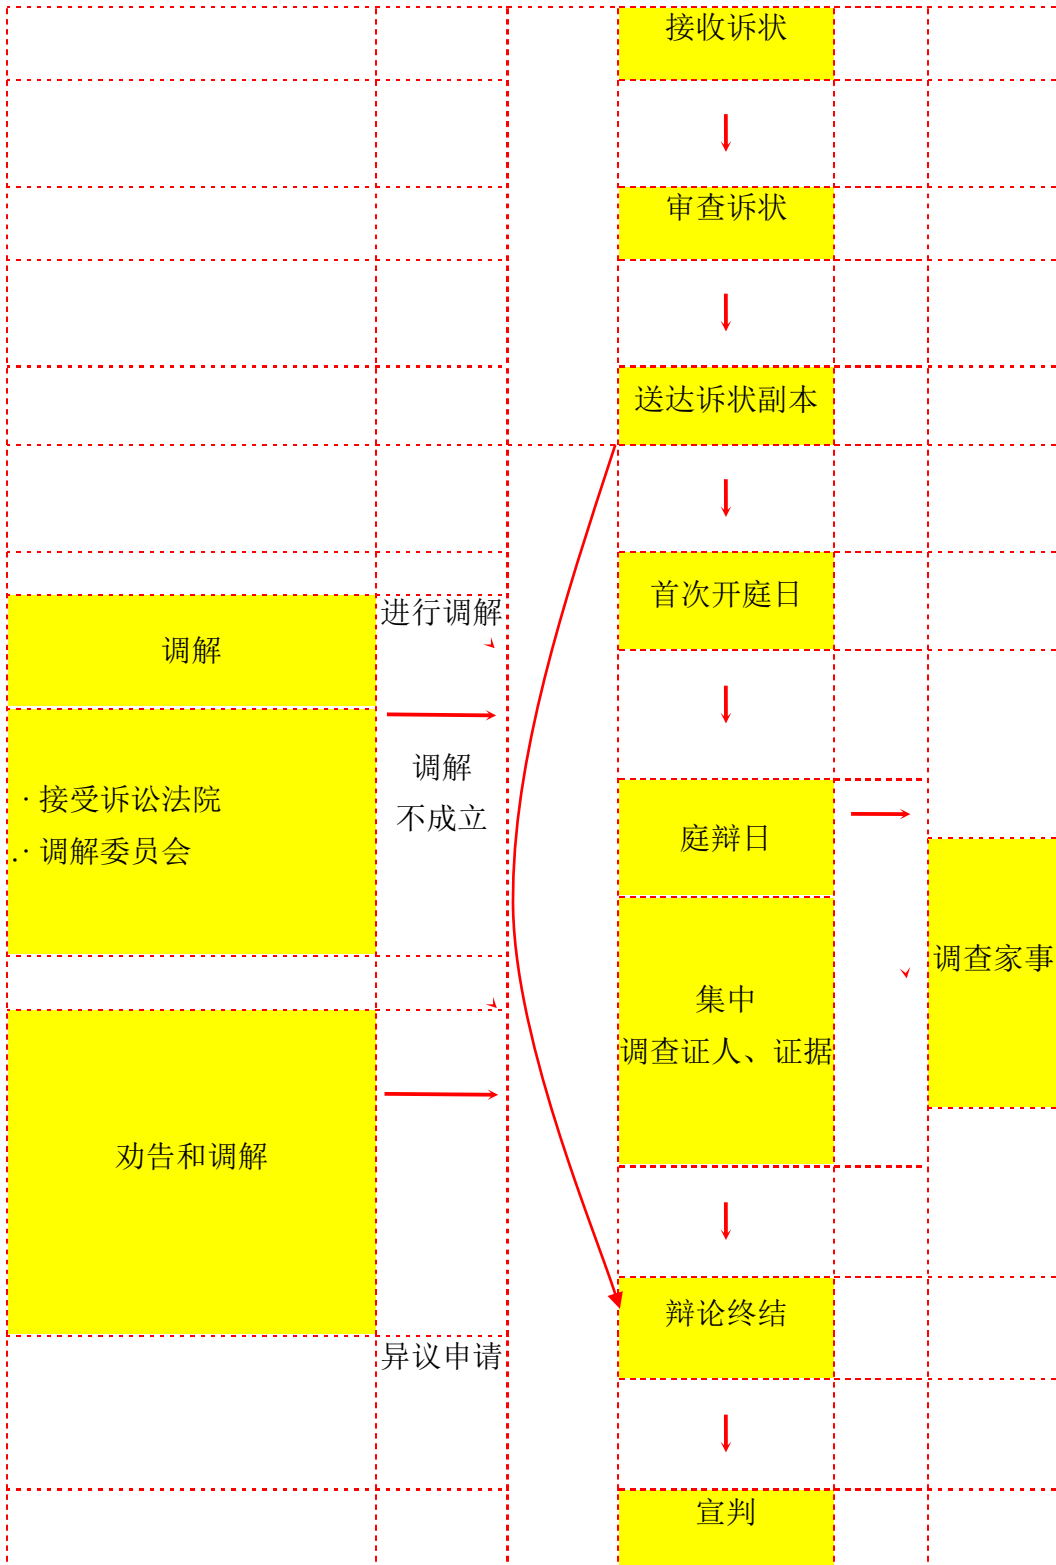 接收诉状
审查诉状
送达诉状副本
首次开庭日
进行调解
调解
调解
不成立
· 接受诉讼法院
.· 调解委员会
庭辩日
调查家事
集中
调查证人、证据
劝告和调解
辩论终结
异议申请
宣判